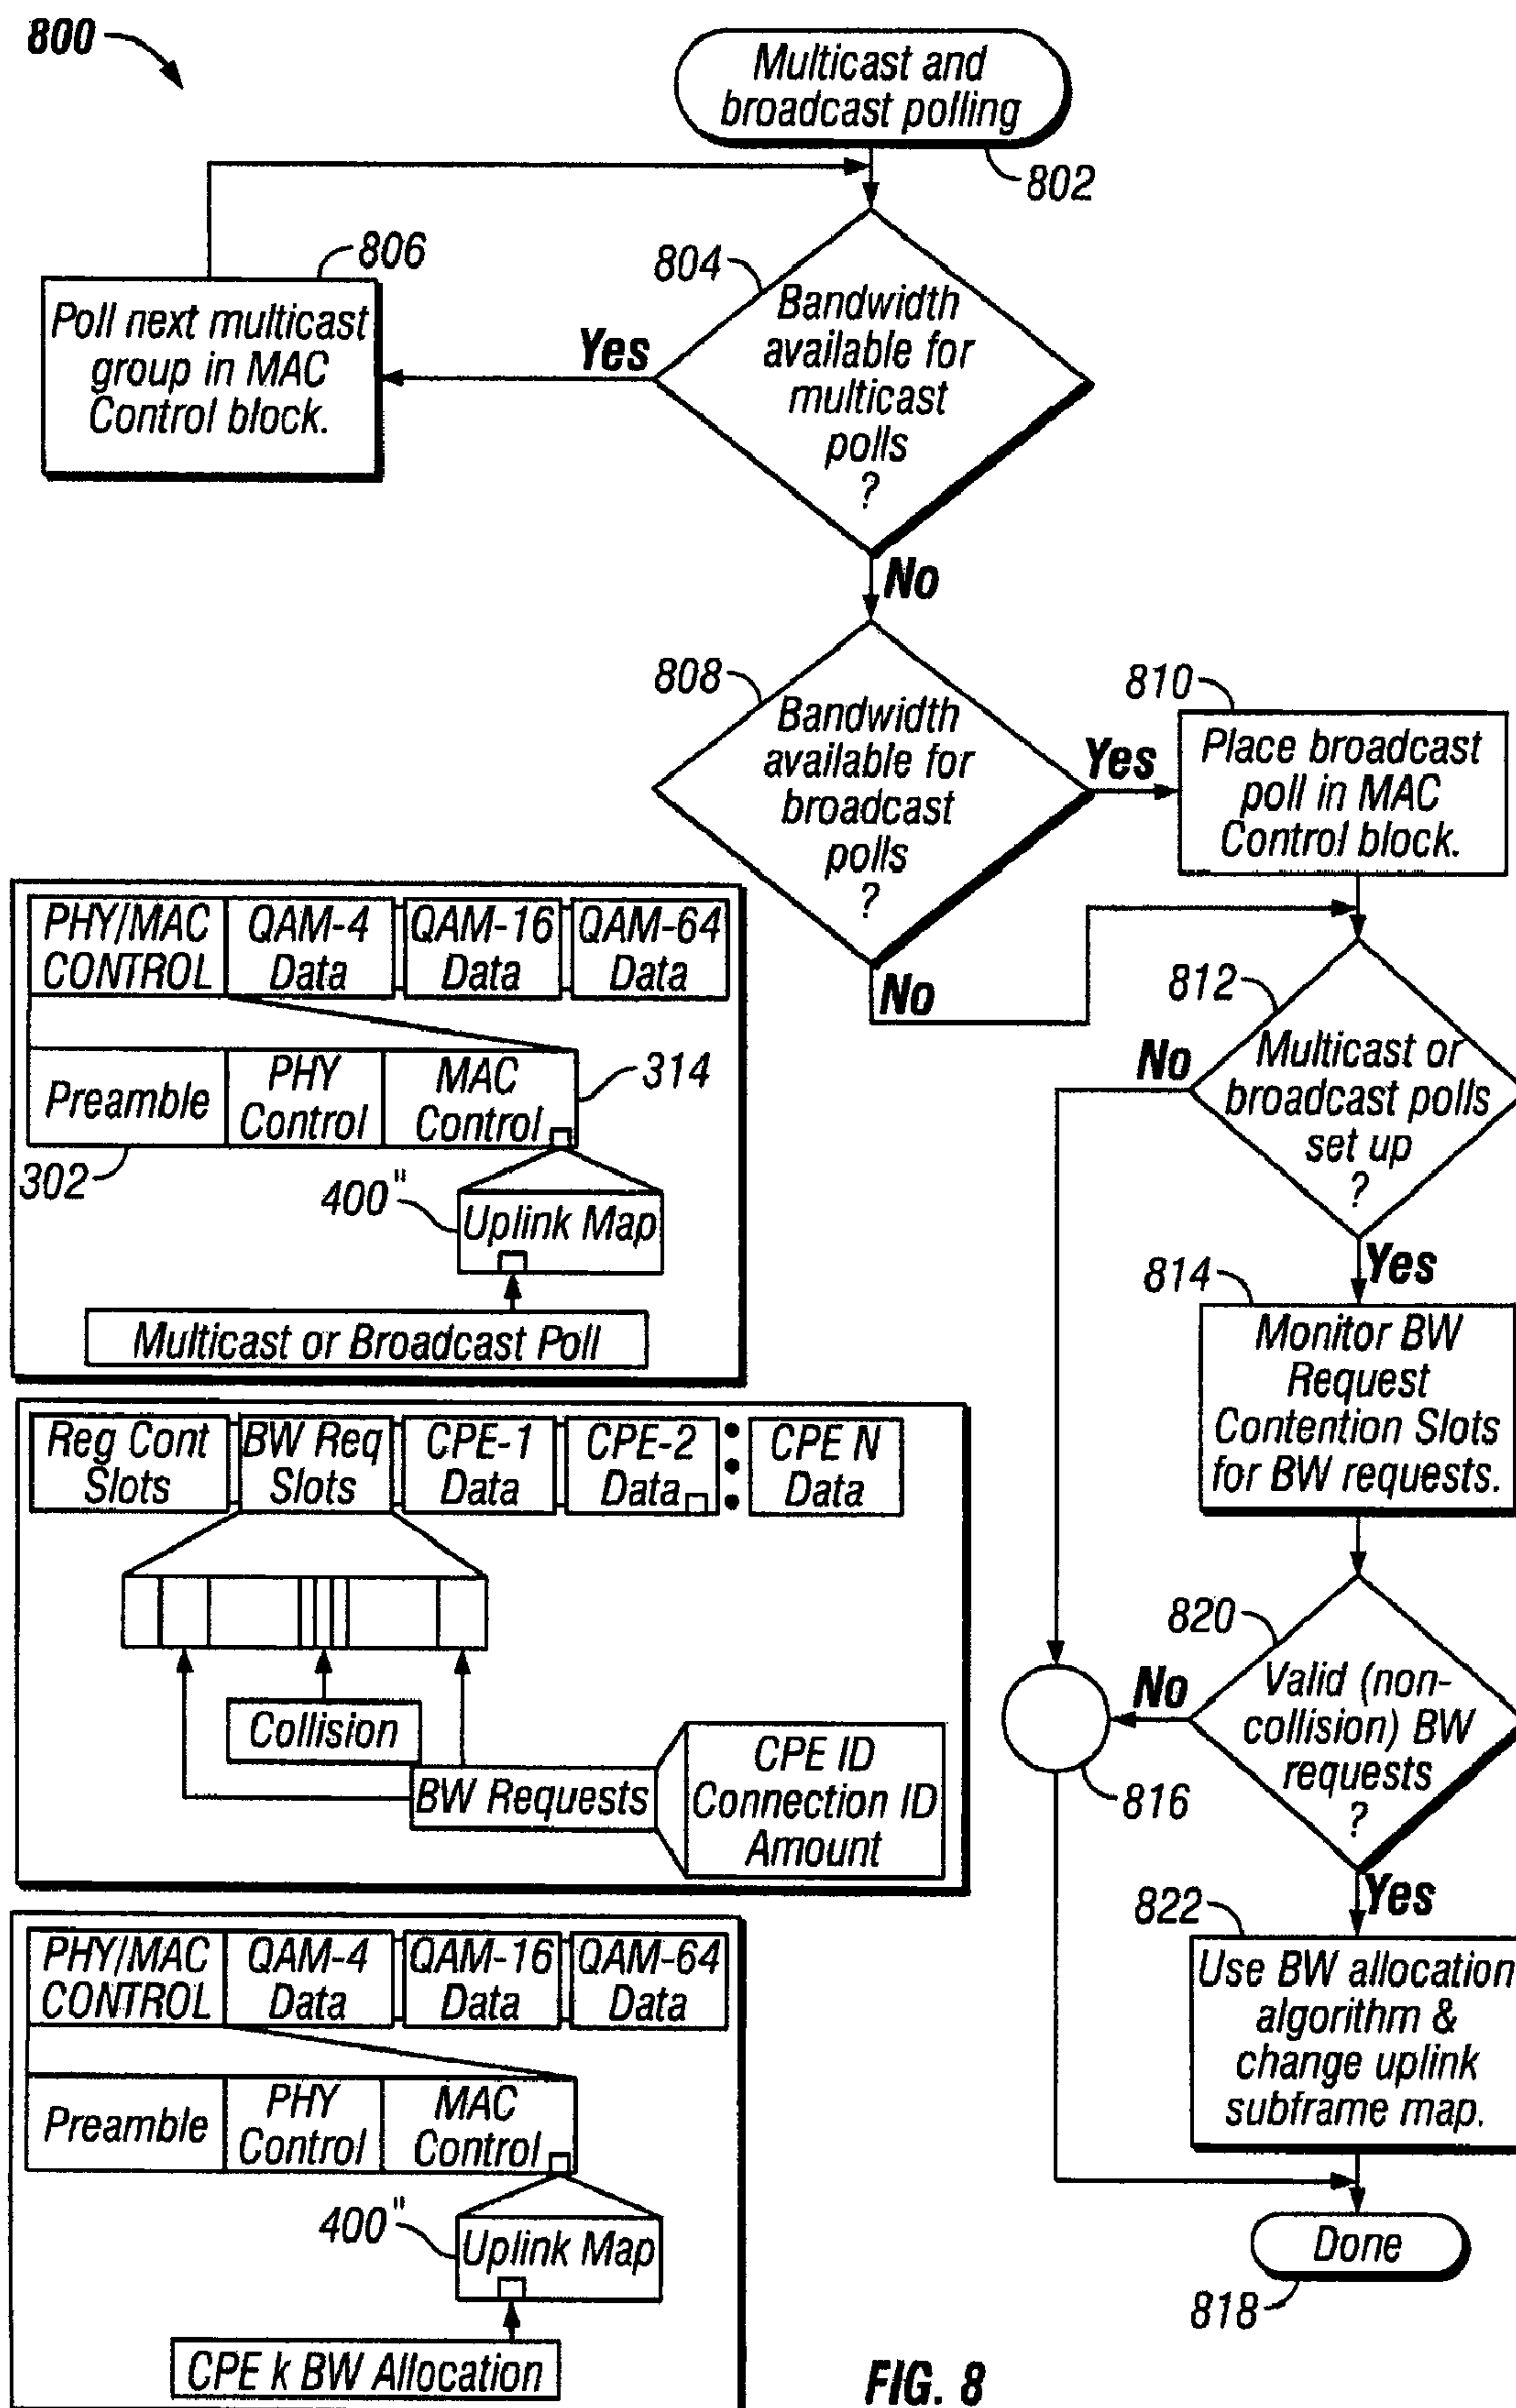 800
Multicast and
broadcast polling
802
806
Poll next multicast
group in MAC
Control block.
804
Bandwidth
available for
multicast
polls
?
Yes
No
808
Bandwidth
available for
broadcast
polls
?
Yes
No
810
Place broadcast
poll in MAC
Control block.
812
Multicast or
broadcast polls
set up
?
No
Yes
814
Monitor BW
Request
Contention Slots
for BW requests.
820
Valid (non-
collision) BW
requests
?
No
816
Yes
822
Use BW allocation
algorithm &
change uplink
subframe map.
Done
818
PHY/MAC
CONTROL
QAM-4
Data
QAM-16
Data
QAM-64
Data
Preamble
PHY
Control
MAC
Control
314
302
400"
Uplink Map
Multicast or Broadcast Poll
Reg Cont
Slots
BW Req
Slots
CPE-1
Data
CPE-2
Data
CPE N
Data
Collision
BW Requests
CPE ID
Connection ID
Amount
PHY/MAC
CONTROL
QAM-4
Data
QAM-16
Data
QAM-64
Data
Preamble
PHY
Control
MAC
Control
400"
Uplink Map
CPE k BW Allocation
FIG. 8